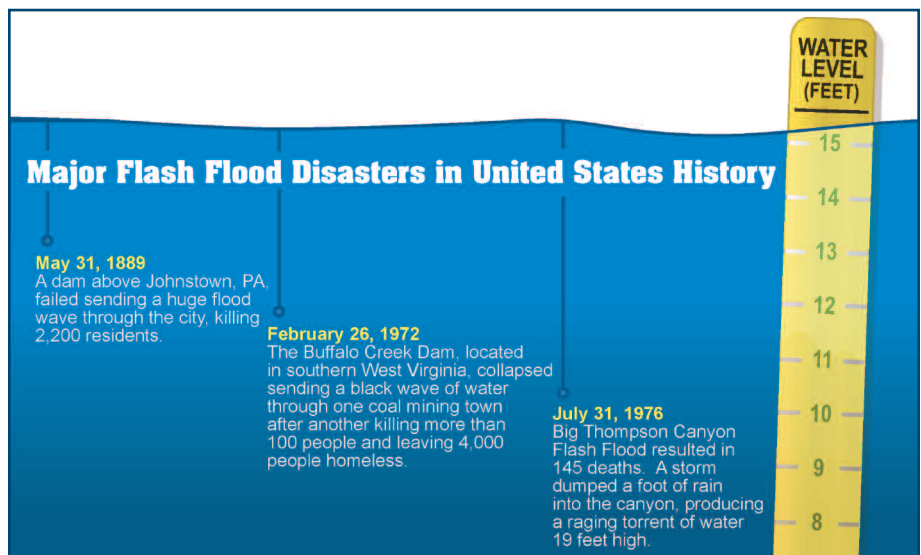 WATER
LEVEL
(FEET)
15
Major Flash Flood Disasters in United States History
14
13
12
11
10
9
8
May 31, 1889
A dam above Johnstown, PA,
failed sending a huge flood
wave through the city, killing
2,200 residents.
February 26, 1972
The Buffalo Creek Dam, located
in southern West Virginia, collapsed
sending a black wave of water
through one coal mining town
after another killing more than
100 people and leaving 4,000
people homeless.
July 31, 1976
Big Thompson Canyon
Flash Flood resulted in
145 deaths.  A storm
dumped a foot of rain
into the canyon, producing
a raging torrent of water
19 feet high.